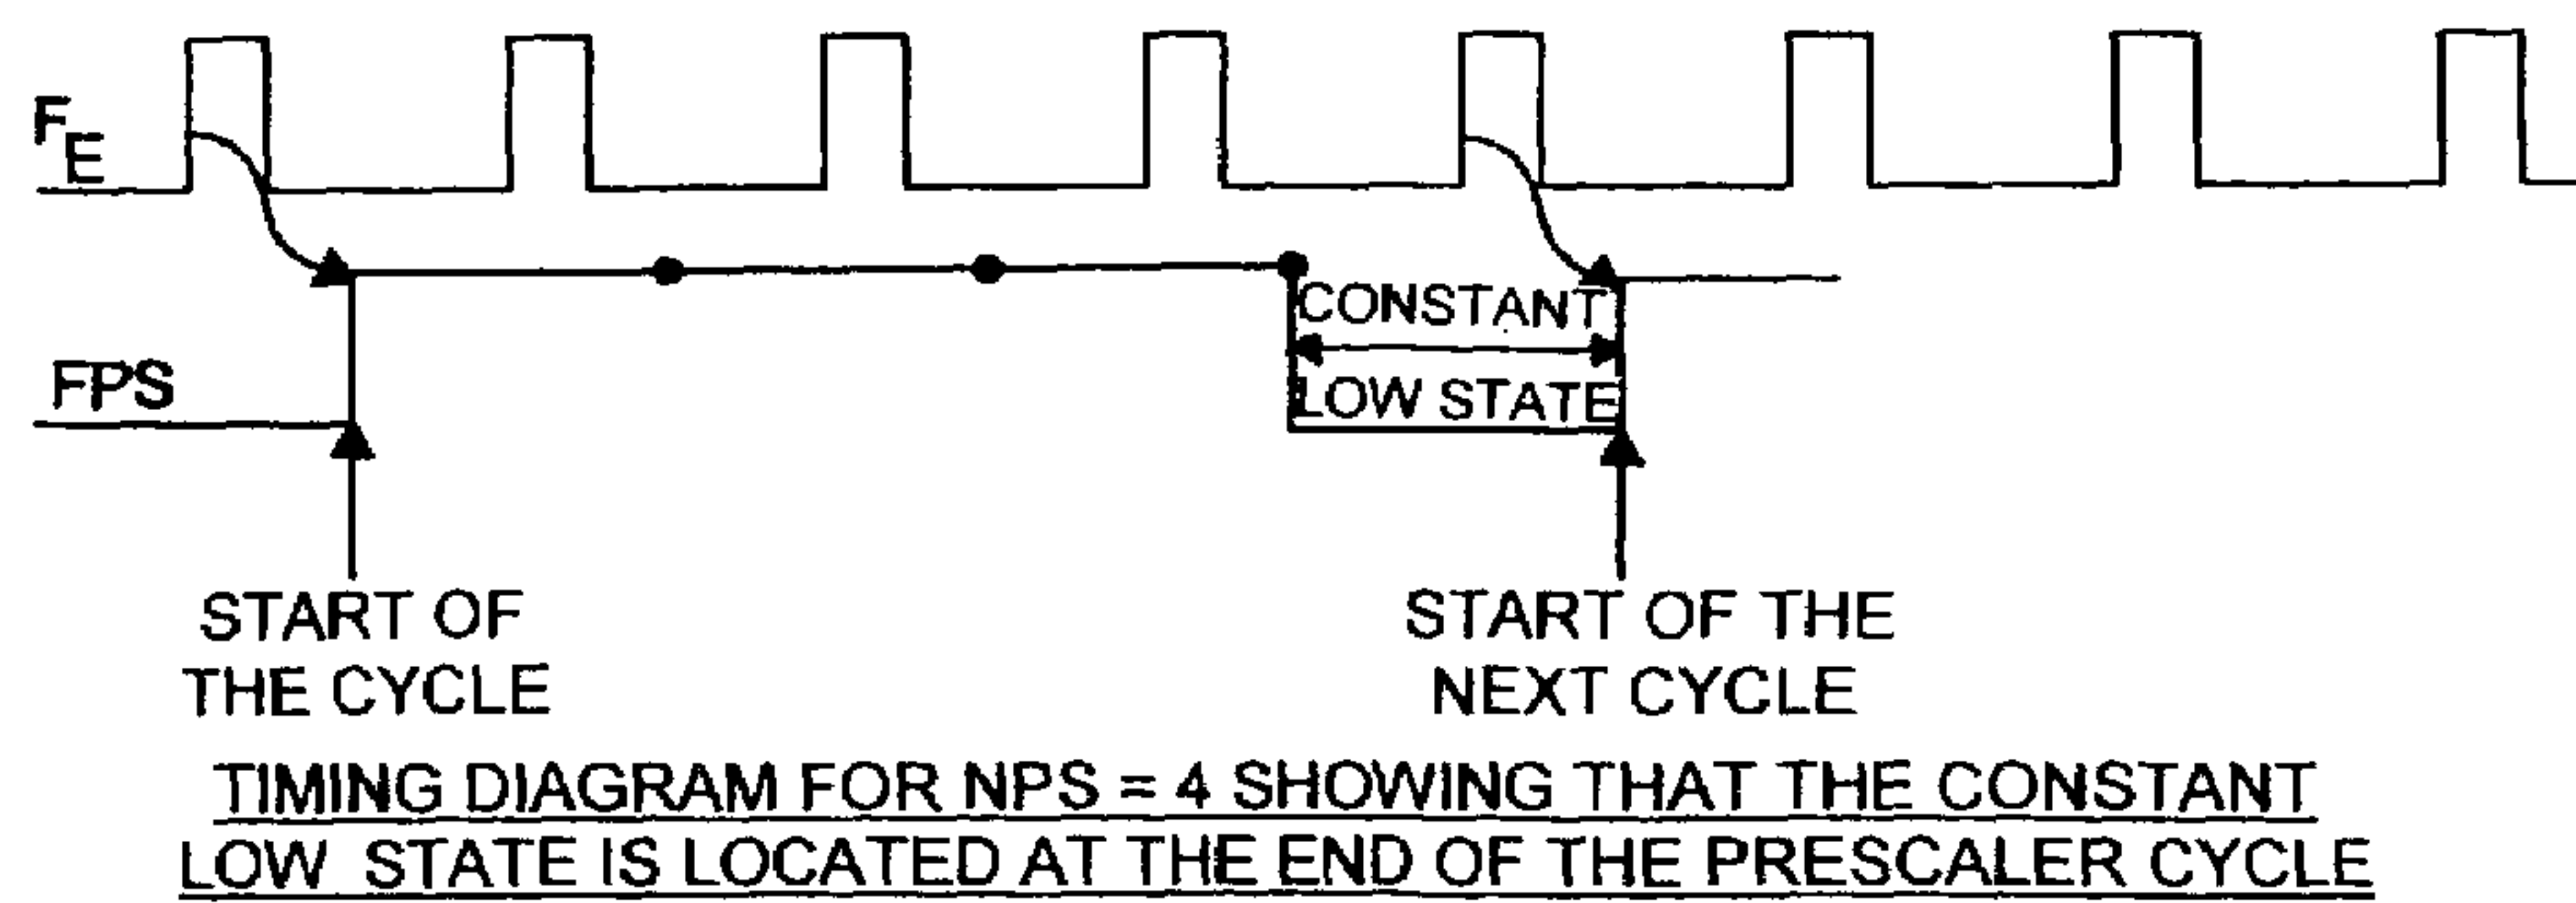 F_E
CONSTANT
LOW STATE
FPS
START OF
THE CYCLE
START OF THE
NEXT CYCLE
TIMING DIAGRAM FOR NPS = 4 SHOWING THAT THE CONSTANT
LOW STATE IS LOCATED AT THE END OF THE PRESCALER CYCLE